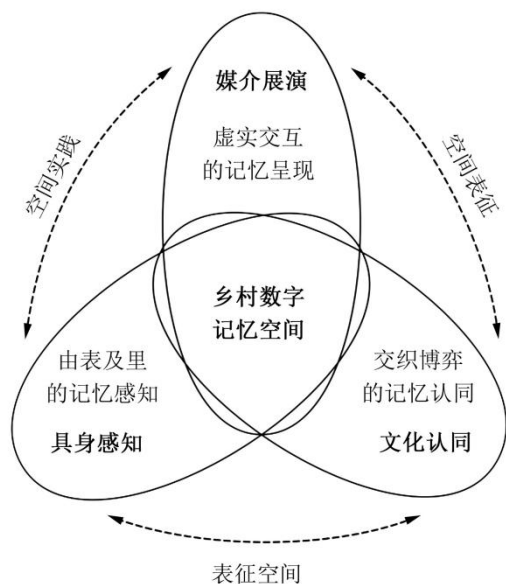 媒介展演
虚实交互
的记忆呈现
空间实践
空间表征
乡村数字
记忆空间
由表及里
的记忆感知
具身感知
交织博弈
的记忆认同
文化认同
表征空间